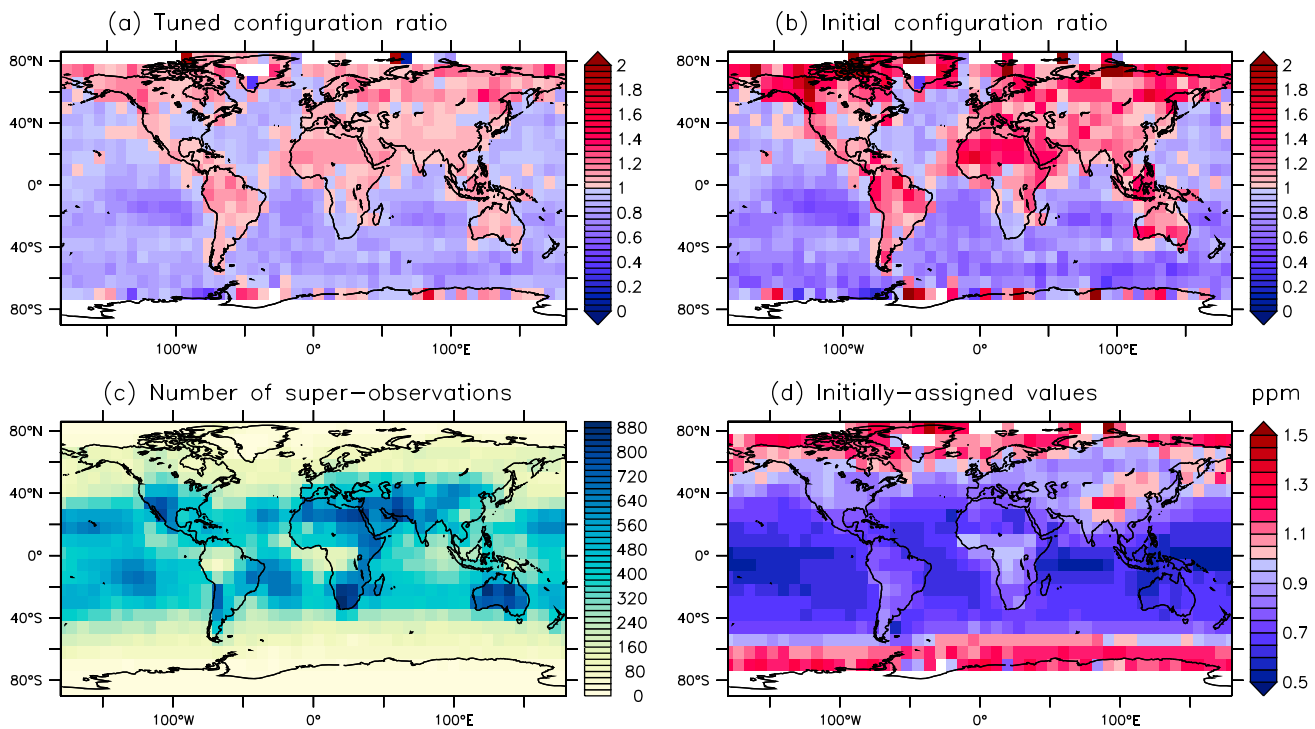 (a) Tuned configuration ratio
(b) Initial configuration ratio
80°N
40°N
0°
40°S
80°S
100°W 0° 100°E
2
1.8
1.6
1.4
1.2
1
0.8
0.6
0.4
0.2
0
80°N
40°N
0°
40°S
80°S
100°W 0° 100°E
2
1.8
1.6
1.4
1.2
1
0.8
0.6
0.4
0.2
0
(c) Number of super-observations
(d) Initially-assigned values ppm
80°N
40°N
0°
40°S
80°S
100°W 0° 100°E
880
800
720
640
560
480
400
320
240
160
80
0
80°N
40°N
0°
40°S
80°S
100°W 0° 100°E
1.5
1.3
1.1
0.9
0.7
0.5